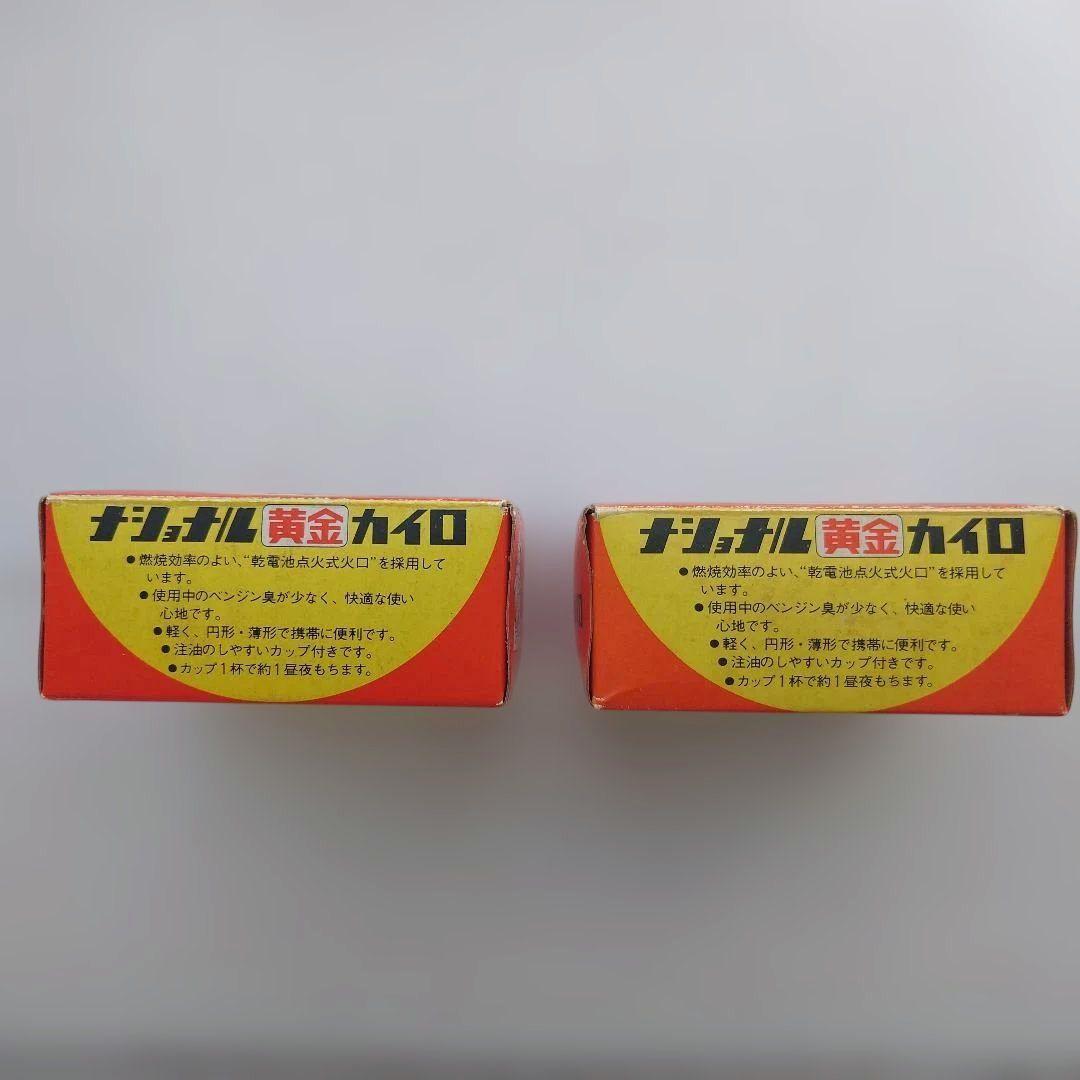 ナショナル黄金カイロ
●燃焼効率のよい、“乾電池点火式火口”を採用して
います。
●使用中のベンジン臭が少なく、快適な使い
心地です。
●軽く、円形・薄形で携帯に便利です。
●注油のしやすいカップ付きです。
●カップ1杯で約1昼夜もちます。
ナショナル黄金カイロ
●燃焼効率のよい、“乾電池点火式火口”を採用して
います。
●使用中のベンジン臭が少なく、快適な使い
心地です。
●軽く、円形・薄形で携帯に便利です。
●注油のしやすいカップ付きです。
●カップ1杯で約1昼夜もちます。